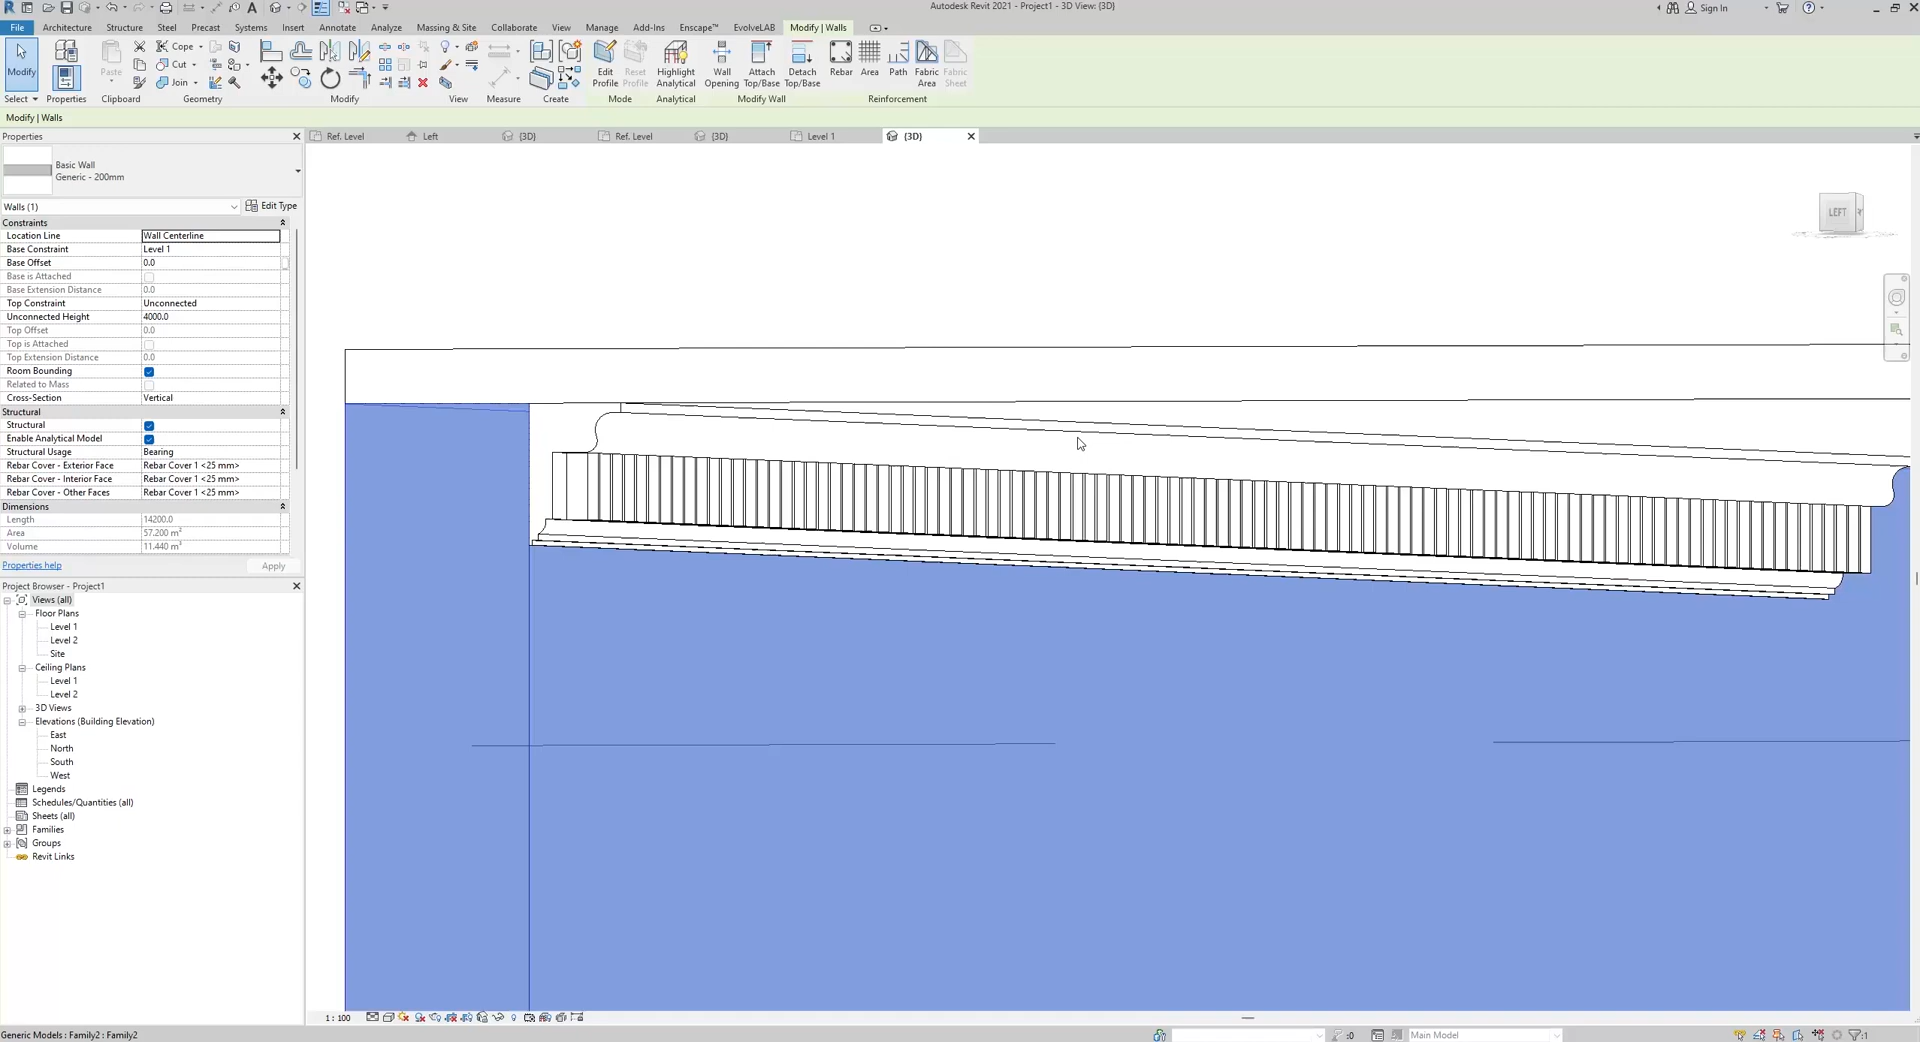 Autodesk Revit 2021 - Project1 - 3D View: {3D}
Sign In
File Architecture Structure Steel Precast Systems Insert Annotate Analyze Massing & Site Collaborate View Manage Add-Ins Enscape™ EvolveLAB Modify | Walls
Modify
Paste
Cope
Cut
Join
Edit Profile
Reset Profile
Highlight Analytical
Wall Opening
Attach Top/Base
Detach Top/Base
Rebar
Area
Path
Fabric Area
Fabric Sheet
Select Properties Clipboard Geometry Modify View Measure Create Mode Analytical Modify Wall Reinforcement
Modify | Walls
Properties
Ref. Level Left {3D} Ref. Level {3D} Level 1 {3D}
Basic Wall
Generic - 200mm
Walls (1) Edit Type
Constraints
Location Line Wall Centerline
Base Constraint Level 1
Base Offset 0.0
Base is Attached
Base Extension Distance 0.0
Top Constraint Unconnected
Unconnected Height 4000.0
Top Offset 0.0
Top is Attached
Top Extension Distance 0.0
Room Bounding
Related to Mass
Cross-Section Vertical
Structural
Structural
Enable Analytical Model
Structural Usage Bearing
Rebar Cover - Exterior Face Rebar Cover 1 <25 mm>
Rebar Cover - Interior Face Rebar Cover 1 <25 mm>
Rebar Cover - Other Faces Rebar Cover 1 <25 mm>
Dimensions
Length 14200.0
Area 57.200 m²
Volume 11.440 m³
Properties help Apply
Project Browser - Project1
Views (all)
Floor Plans
Level 1
Level 2
Site
Ceiling Plans
Level 1
Level 2
3D Views
Elevations (Building Elevation)
East
North
South
West
Legends
Schedules/Quantities (all)
Sheets (all)
Families
Groups
Revit Links
LEFT
1 : 100
Generic Models : Family2 : Family2
:0
Main Model
:1